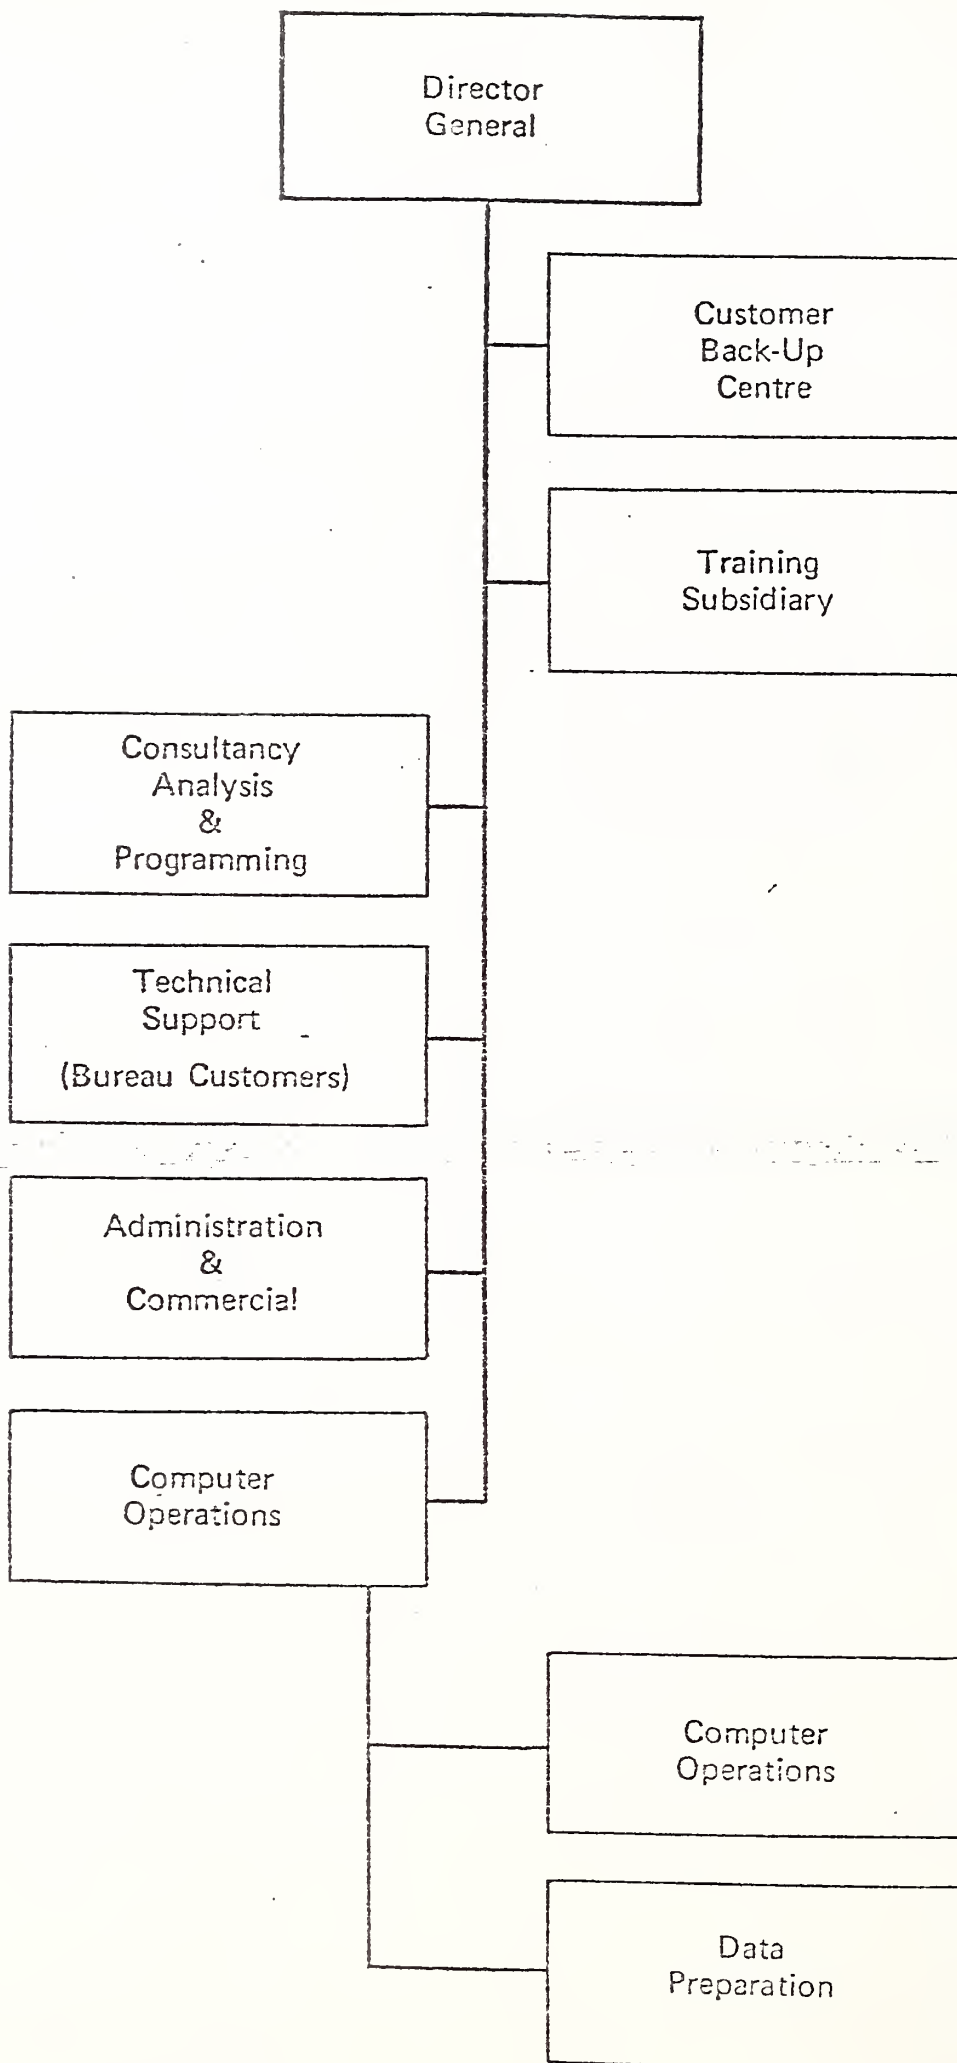 Director
General
Customer
Back-Up
Centre
Training
Subsidiary
Consultancy
Analysis
&
Programming
Technical
Support
(Bureau Customers)
Administration
&
Commercial
Computer
Operations
Computer
Operations
Data
Preparation